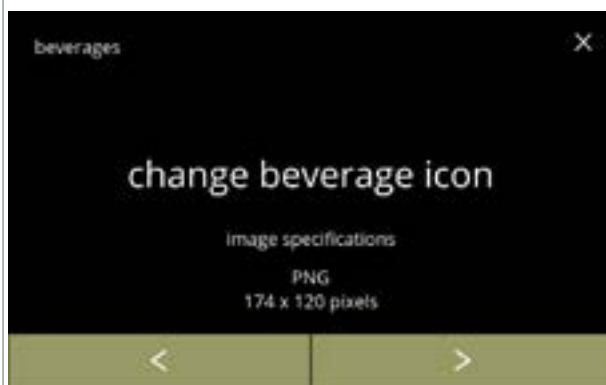 beverages
change beverage icon
image specifications
PNG
174 x 120 pixels